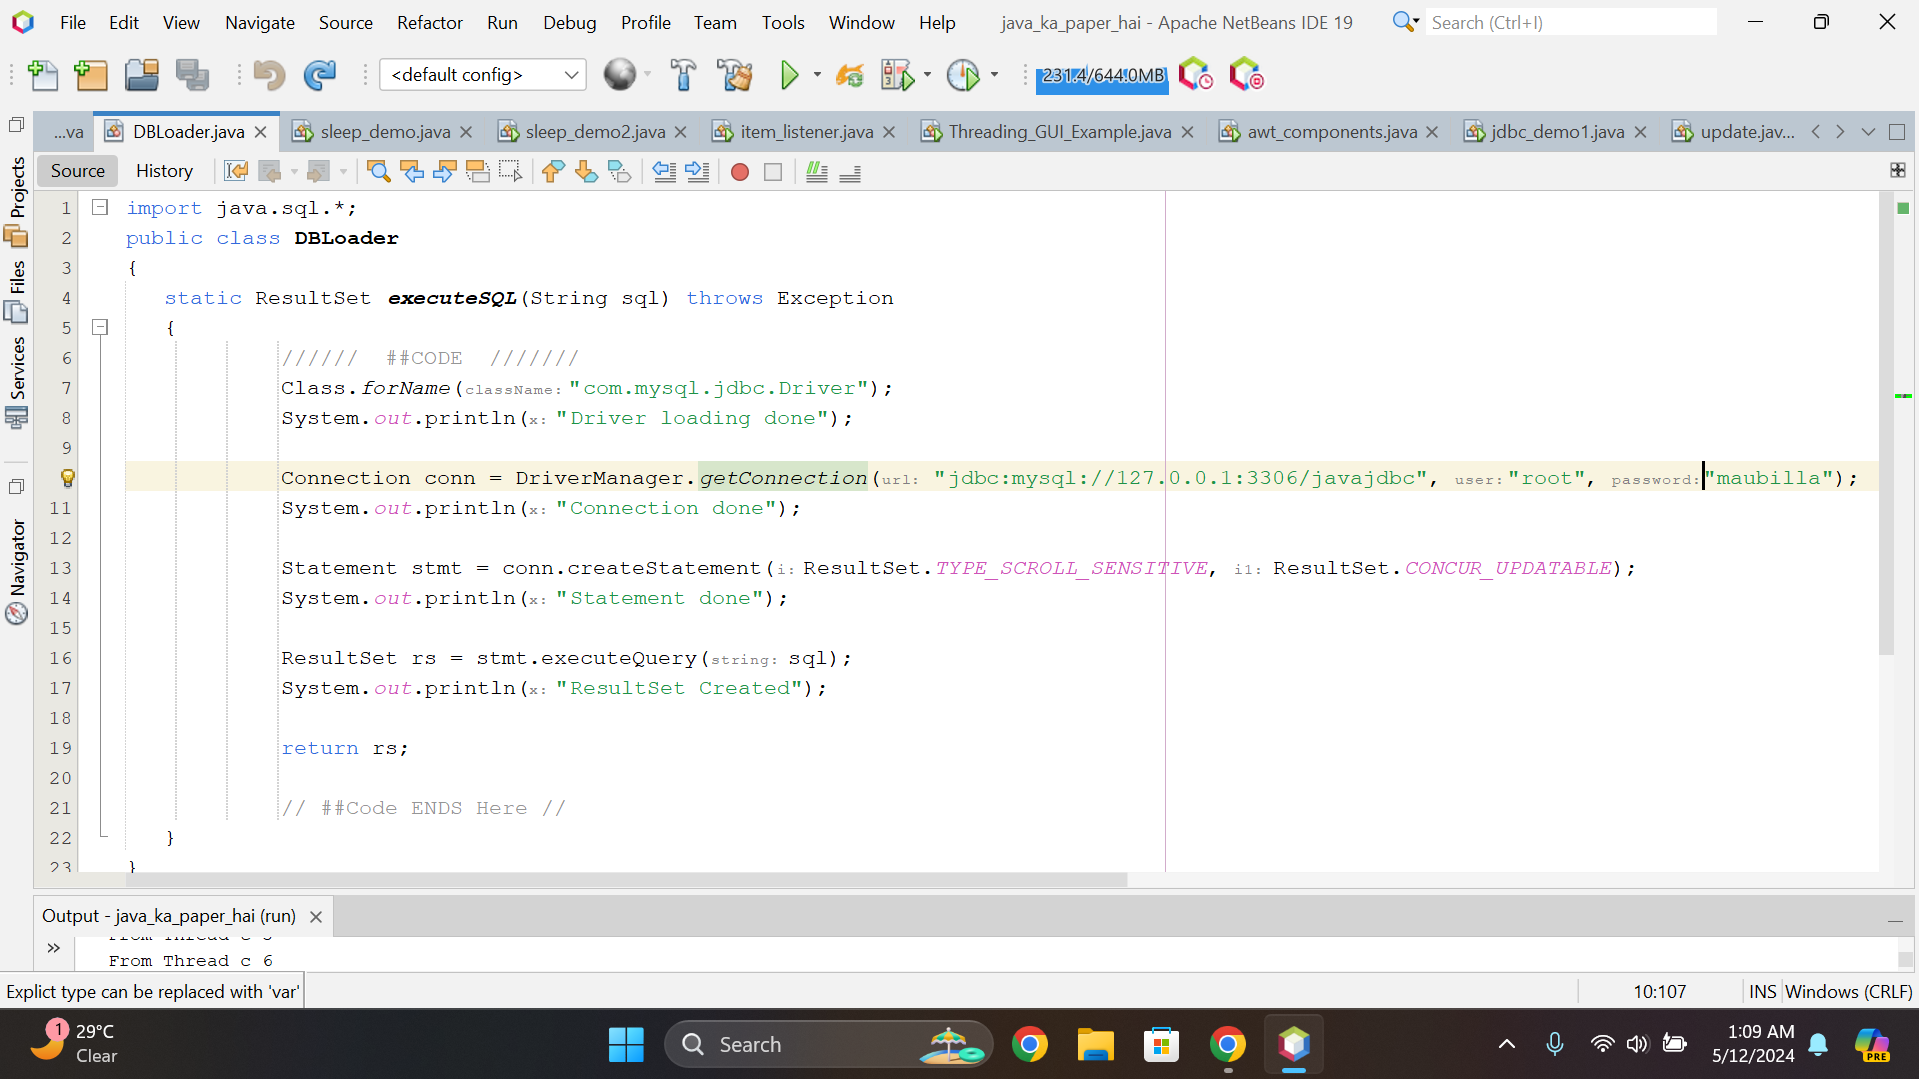 File Edit View Navigate Source Refactor Run Debug Profile Team Tools Window Help java_ka_paper_hai - Apache NetBeans IDE 19 Search (Ctrl+I)
<default config> 231.4/644.0MB
...va DBLoader.java sleep_demo.java sleep_demo2.java item_listener.java Threading_GUI_Example.java awt_components.java jdbc_demo1.java update.jav...
Source History
Projects
Files
Services
Navigator
1 import java.sql.*;
2 public class DBLoader
3 {
4 static ResultSet executeSQL(String sql) throws Exception
5 {
6 ////// ##CODE ///////
7 Class.forName(className: "com.mysql.jdbc.Driver");
8 System.out.println(x: "Driver loading done");
9
Connection conn = DriverManager.getConnection(url: "jdbc:mysql://127.0.0.1:3306/javajdbc", user: "root", password: "maubilla");
11 System.out.println(x: "Connection done");
12
13 Statement stmt = conn.createStatement(i: ResultSet.TYPE_SCROLL_SENSITIVE, i1: ResultSet.CONCUR_UPDATABLE);
14 System.out.println(x: "Statement done");
15
16 ResultSet rs = stmt.executeQuery(string: sql);
17 System.out.println(x: "ResultSet Created");
18
19 return rs;
20
21 // ##Code ENDS Here //
22 }
23 }
Output - java_ka_paper_hai (run)
From Thread c 6
Explict type can be replaced with 'var' 10:107 INS Windows (CRLF)
1 29°C
Clear
Search
1:09 AM
5/12/2024
PRE